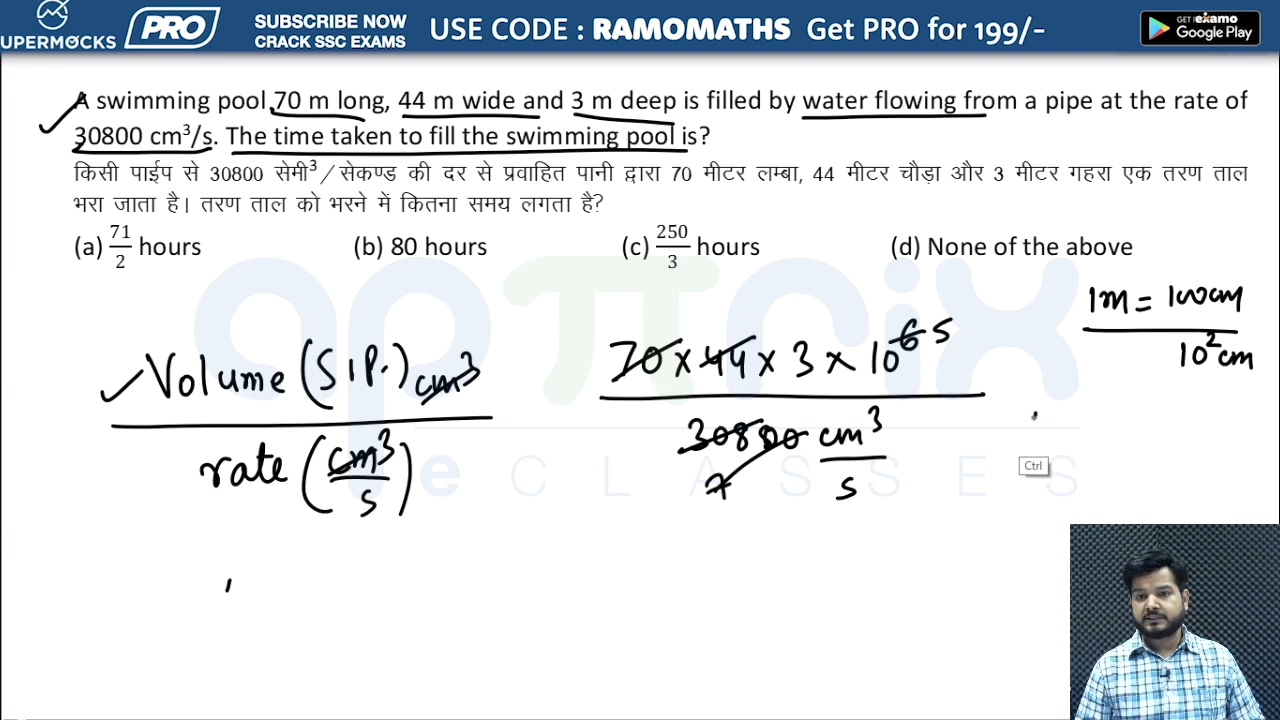 UPERMOCKS PRO SUBSCRIBE NOW CRACK SSC EXAMS USE CODE : RAMOMATHS Get PRO for 199/- GET IT examo Google Play
A swimming pool 70 m long, 44 m wide and 3 m deep is filled by water flowing from a pipe at the rate of
30800 cm³/s. The time taken to fill the swimming pool is?
किसी पाईप से 30800 सेमी³/सेकण्ड की दर से प्रवाहित पानी द्वारा 70 मीटर लम्बा, 44 मीटर चौड़ा और 3 मीटर गहरा एक तरण ताल
भरा जाता है। तरण ताल को भरने में कितना समय लगता है?
(a) 71/2 hours (b) 80 hours (c) 250/3 hours (d) None of the above
1m = 100cm
10² cm
Volume (S.P.) cm³
rate (cm³/s)
70 x 44 x 3 x 10⁶ 5
30800 cm³/s
7
Ctrl
e CLASSES